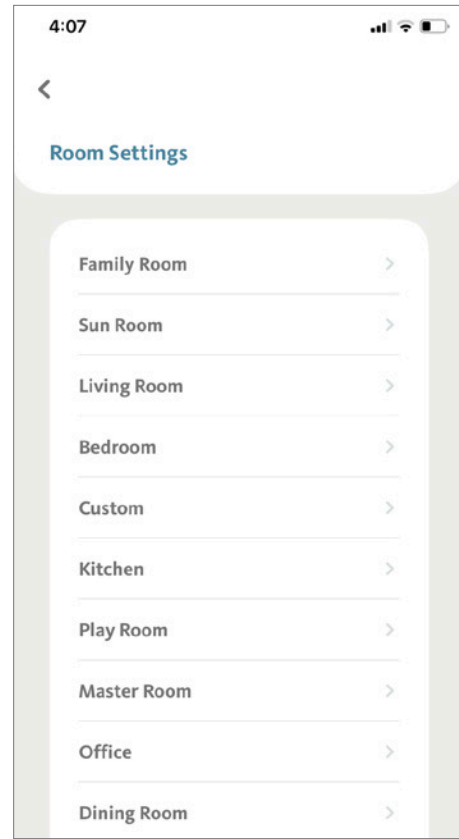 4:07
Room Settings
Family Room
Sun Room
Living Room
Bedroom
Custom
Kitchen
Play Room
Master Room
Office
Dining Room